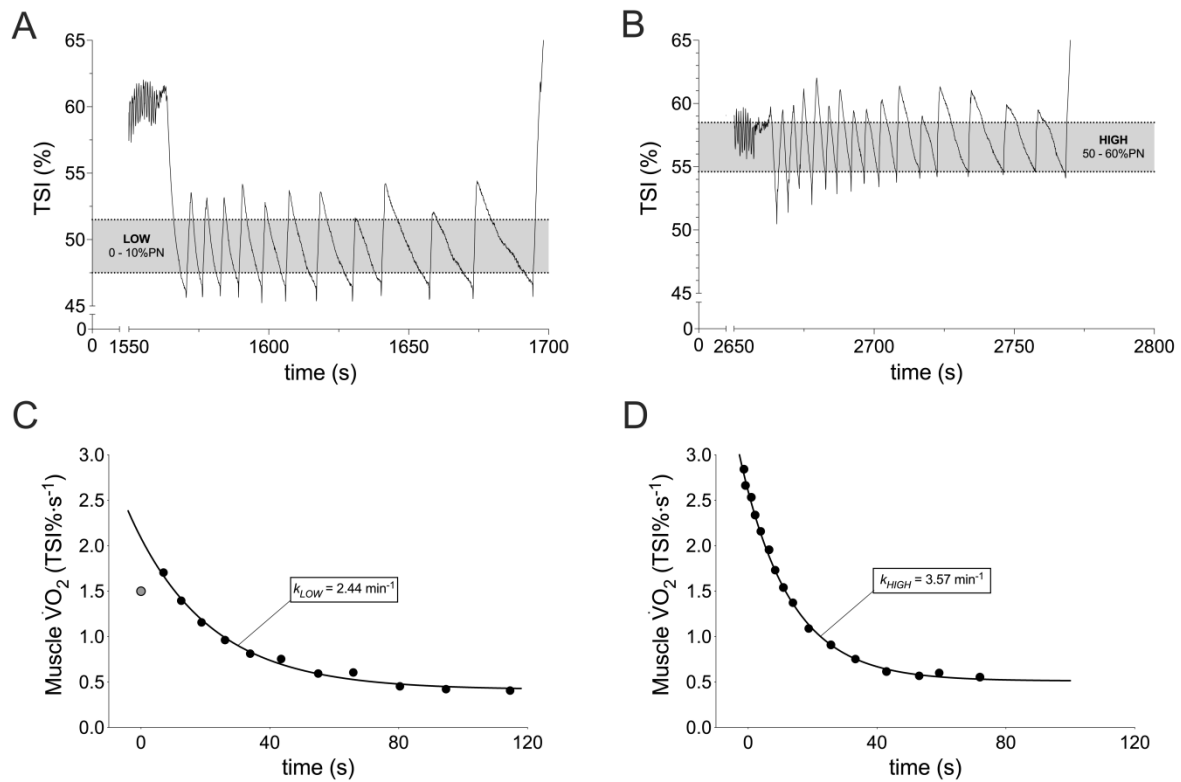 A
65
60
55
50
45
0
TSI (%)
LOW
0 - 10%PN
0 1550 1600 1650 1700
time (s)
B
65
60
55
50
45
0
TSI (%)
HIGH
50 - 60%PN
0 2650 2700 2750 2800
time (s)
C
3.0
2.5
2.0
1.5
1.0
0.5
0.0
Muscle V̇O₂ (TSI%·s⁻¹)
k_LOW = 2.44 min⁻¹
0 40 80 120
time (s)
D
3.0
2.5
2.0
1.5
1.0
0.5
0.0
Muscle V̇O₂ (TSI%·s⁻¹)
k_HIGH = 3.57 min⁻¹
0 40 80 120
time (s)